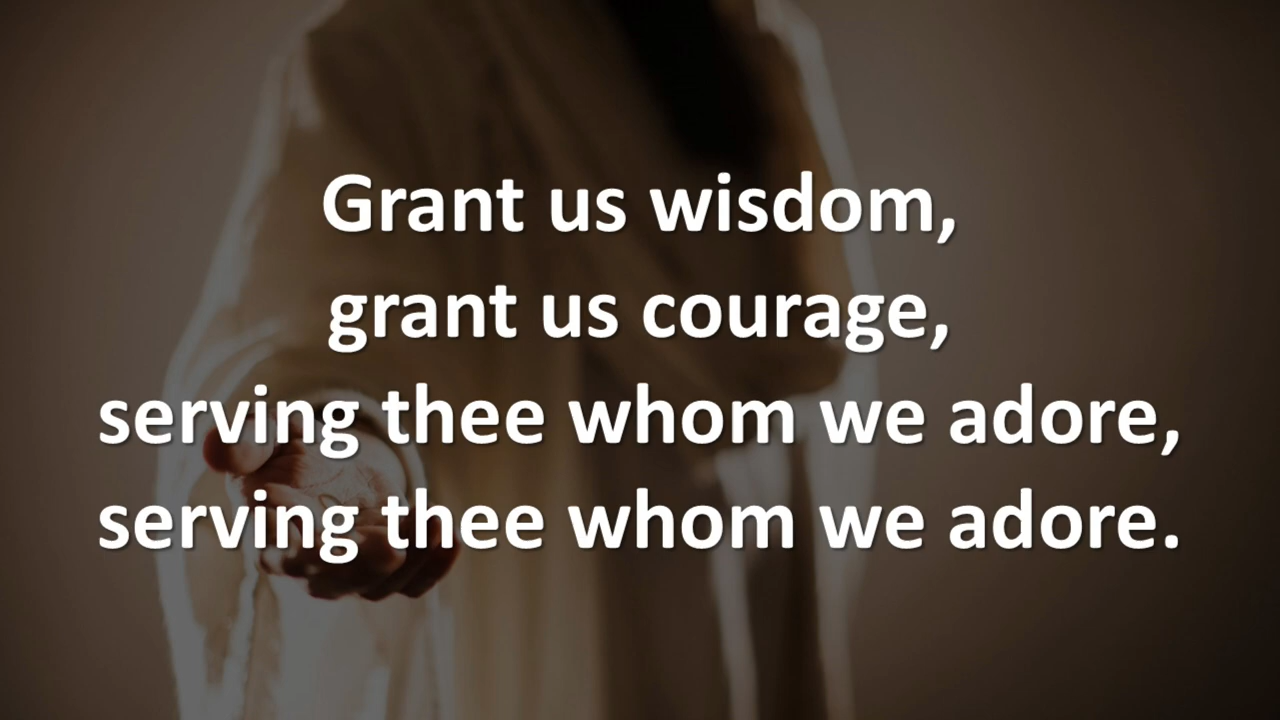 Grant us wisdom,
grant us courage,
serving thee whom we adore,
serving thee whom we adore.